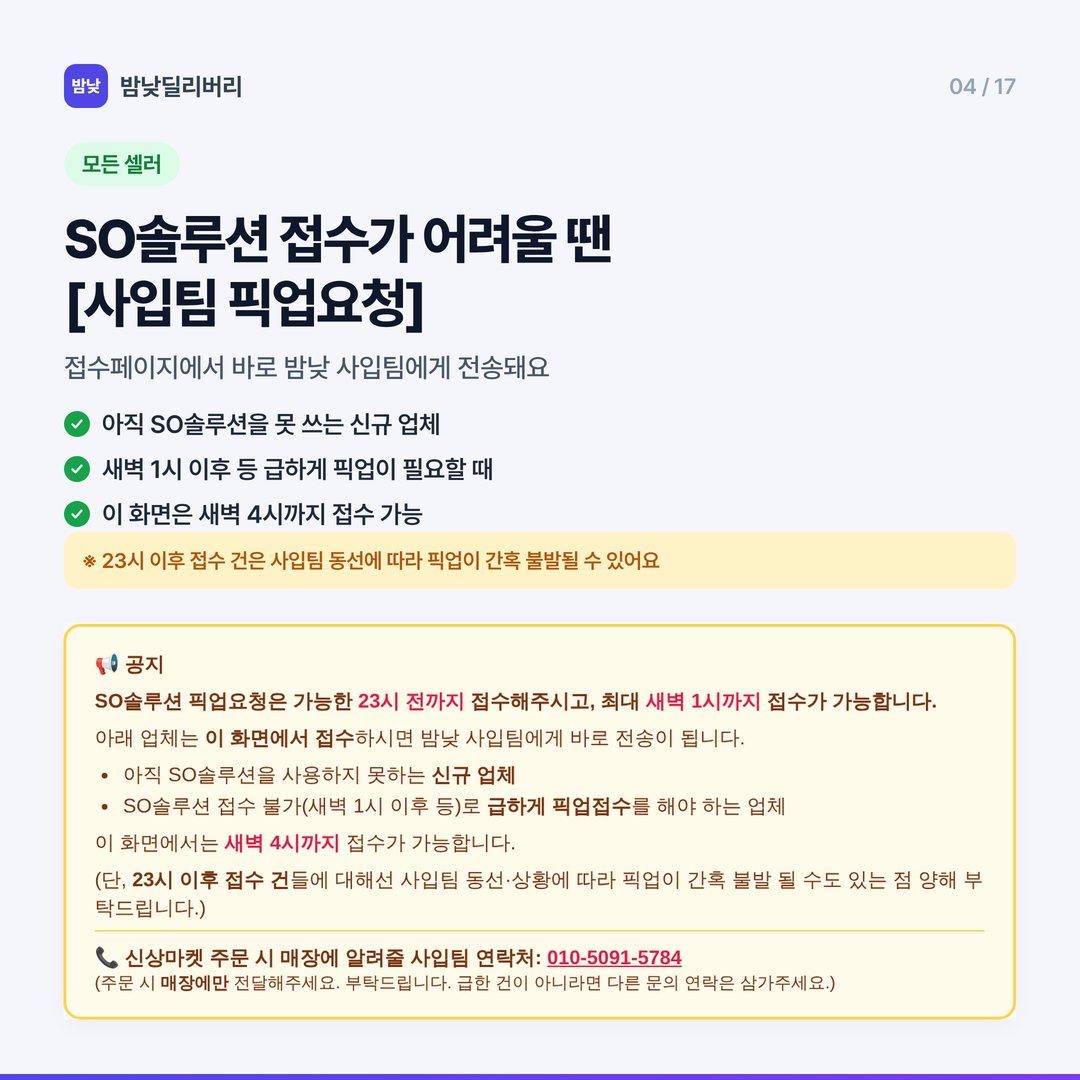 밤낮 밤낮딜리버리 04 / 17
모든 셀러
SO솔루션 접수가 어려울 땐
[사입팀 픽업요청]
접수페이지에서 바로 밤낮 사입팀에게 전송돼요
아직 SO솔루션을 못 쓰는 신규 업체
새벽 1시 이후 등 급하게 픽업이 필요할 때
이 화면은 새벽 4시까지 접수 가능
※ 23시 이후 접수 건은 사입팀 동선에 따라 픽업이 간혹 불발될 수 있어요
📢 공지
SO솔루션 픽업요청은 가능한 23시 전까지 접수해주시고, 최대 새벽 1시까지 접수가 가능합니다.
아래 업체는 이 화면에서 접수하시면 밤낮 사입팀에게 바로 전송이 됩니다.
• 아직 SO솔루션을 사용하지 못하는 신규 업체
• SO솔루션 접수 불가(새벽 1시 이후 등)로 급하게 픽업접수를 해야 하는 업체
이 화면에서는 새벽 4시까지 접수가 가능합니다.
(단, 23시 이후 접수 건들에 대해선 사입팀 동선·상황에 따라 픽업이 간혹 불발 될 수도 있는 점 양해 부
탁드립니다.)
📞 신상마켓 주문 시 매장에 알려줄 사입팀 연락처: 010-5091-5784
(주문 시 매장에만 전달해주세요. 부탁드립니다. 급한 건이 아니라면 다른 문의 연락은 삼가주세요.)